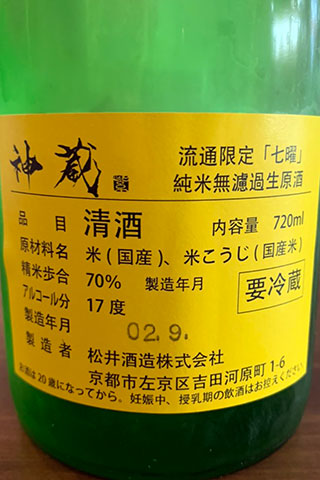 神蔵
流通限定「七曜」
純米無濾過生原酒
品目 清酒 内容量 720ml
原材料名 米(国産)、米こうじ(国産米)
精米歩合 70% 製造年月
要冷蔵
アルコール分 17度
製造年月 02.9.
製造者 松井酒造株式会社
京都市左京区吉田河原町1-6
お酒は20歳になってから。妊娠中、授乳期の飲酒はお控えください。